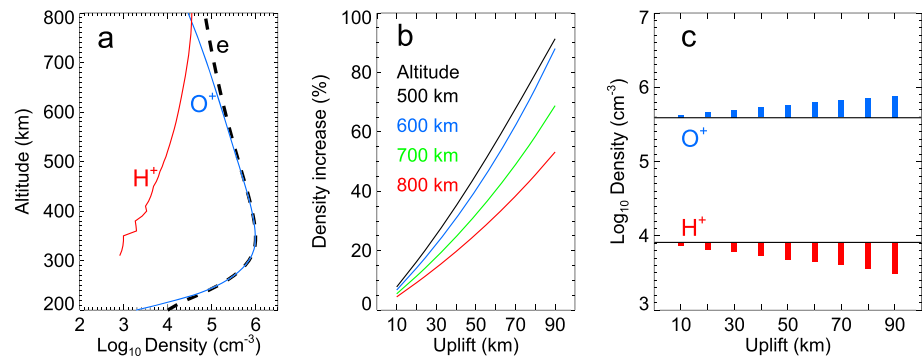 a
e
O+
H+
Altitude (km)
800
700
600
500
400
300
200
2 3 4 5 6
Log10 Density (cm-3)
b
Altitude
500 km
600 km
700 km
800 km
Density increase (%)
100
80
60
40
20
0
10 30 50 70 90
Uplift (km)
c
O+
H+
Log10 Density (cm-3)
7
6
5
4
3
10 30 50 70 90
Uplift (km)